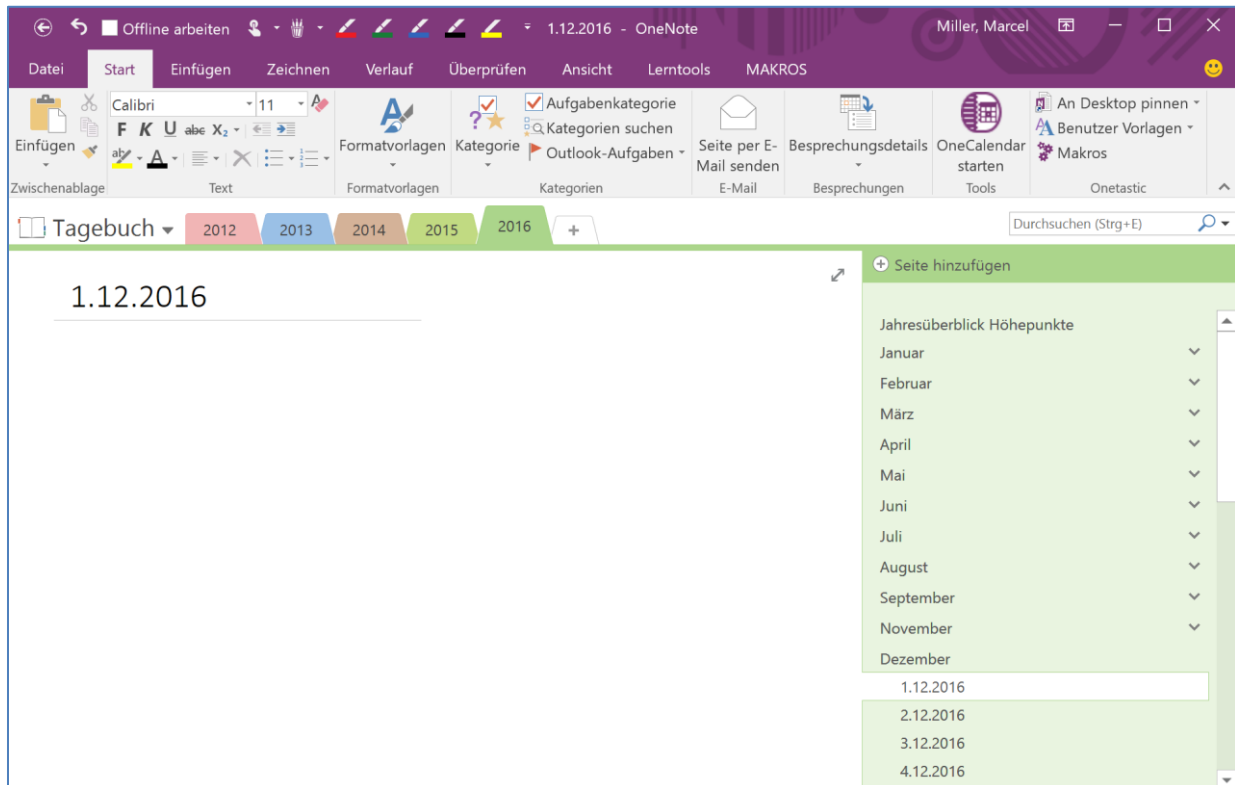 Offline arbeiten 1.12.2016 - OneNote Miller, Marcel
Datei Start Einfügen Zeichnen Verlauf Überprüfen Ansicht Lerntools MAKROS
Calibri 11 Aufgabenkategorie An Desktop pinnen
F K U abc X₂ Kategorien suchen Benutzer Vorlagen
Einfügen Formatvorlagen Kategorie Outlook-Aufgaben Seite per E-Mail senden Besprechungsdetails OneCalendar starten Makros
Zwischenablage Text Formatvorlagen Kategorien E-Mail Besprechungen Tools Onetastic
Tagebuch 2012 2013 2014 2015 2016 + Durchsuchen (Strg+E)
Seite hinzufügen
1.12.2016
Jahresüberblick Höhepunkte
Januar
Februar
März
April
Mai
Juni
Juli
August
September
November
Dezember
1.12.2016
2.12.2016
3.12.2016
4.12.2016